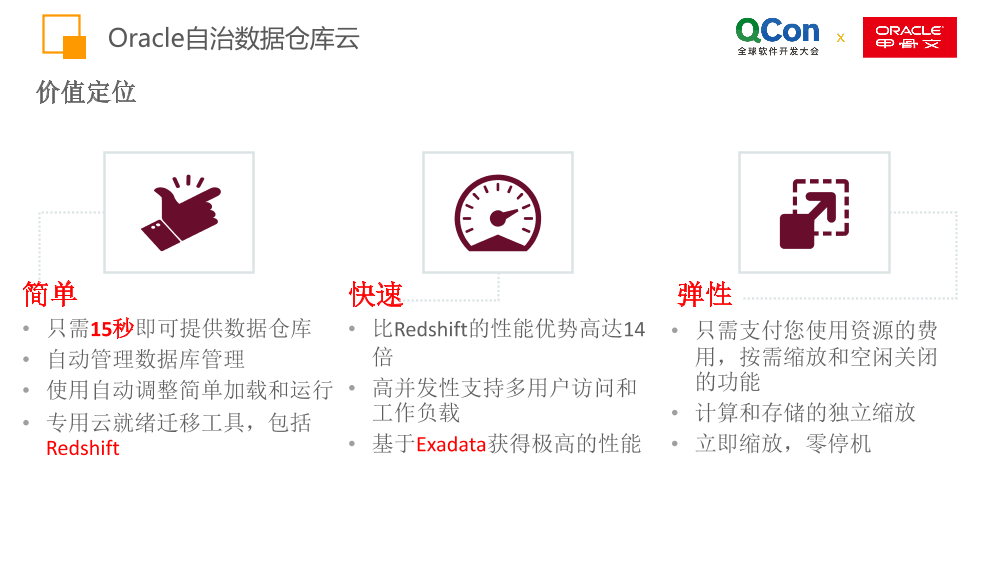 Oracle自治数据仓库云
QCon
全球软件开发大会
x
ORACLE
甲骨文
价值定位
简单
• 只需15秒即可提供数据仓库
• 自动管理数据库管理
• 使用自动调整简单加载和运行
• 专用云就绪迁移工具，包括
Redshift
快速
• 比Redshift的性能优势高达14
倍
• 高并发性支持多用户访问和
工作负载
• 基于Exadata获得极高的性能
弹性
• 只需支付您使用资源的费
用，按需缩放和空闲关闭
的功能
• 计算和存储的独立缩放
• 立即缩放，零停机